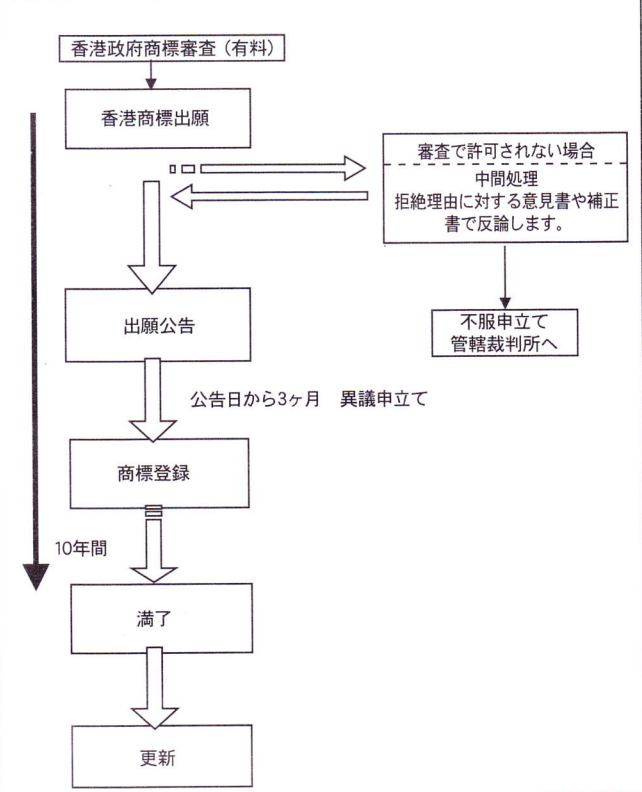 香港政府商標審査（有料）
香港商標出願
審査で許可されない場合
中間処理
拒絶理由に対する意見書や補正
書で反論します。
出願公告
不服申立て
管轄裁判所へ
公告日から3ヶ月　異議申立て
商標登録
10年間
満了
更新